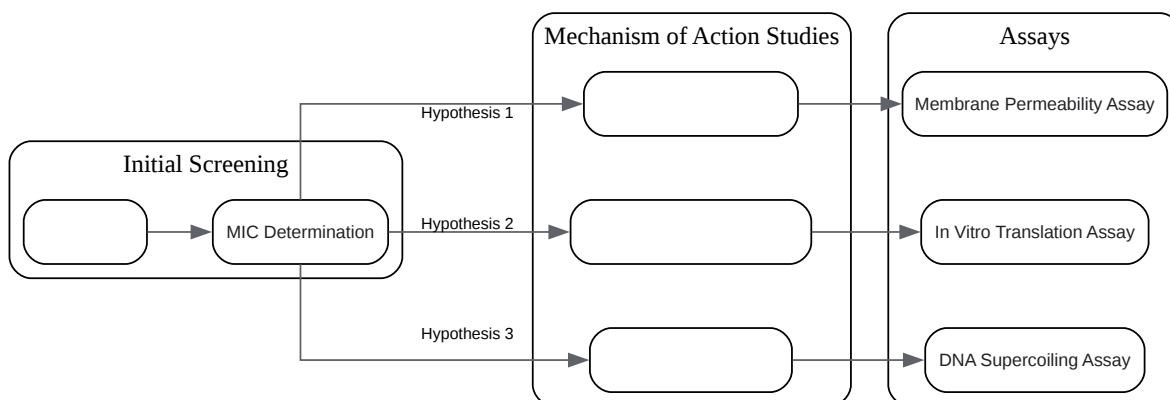 Mechanism of Action Studies
Assays
Hypothesis 1
Membrane Permeability Assay
Initial Screening
MIC Determination
Hypothesis 2
In Vitro Translation Assay
Hypothesis 3
DNA Supercoiling Assay